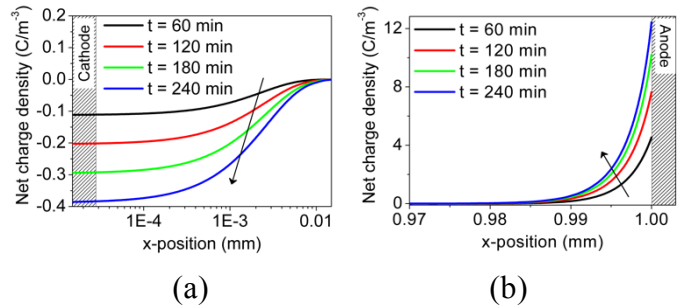 Net charge density (C/m⁻³)
0.2
0.1
0.0
-0.1
-0.2
-0.3
-0.4
Cathode
t = 60 min
t = 120 min
t = 180 min
t = 240 min
1E-4
1E-3
0.01
x-position (mm)
(a)
Net charge density (C/m⁻³)
12
8
4
0
t = 60 min
t = 120 min
t = 180 min
t = 240 min
Anode
0.97
0.98
0.99
1.00
x-position (mm)
(b)